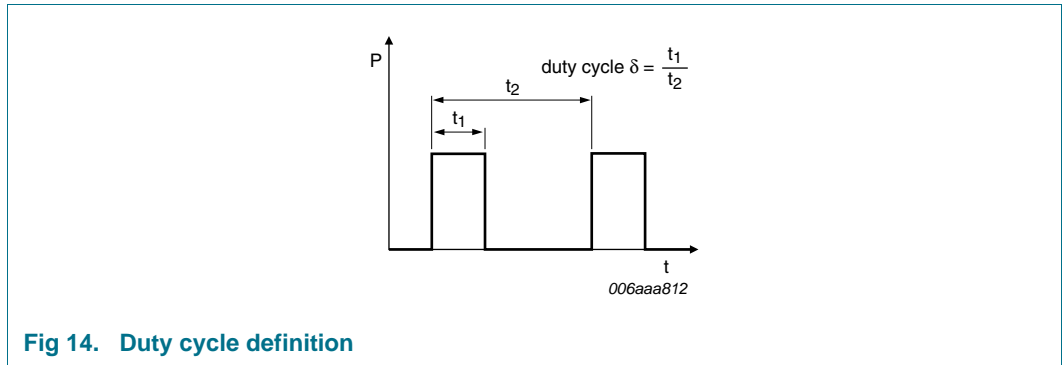 P
duty cycle δ = t1
t2
t2
t1
t
006aaa812
Fig 14. Duty cycle definition